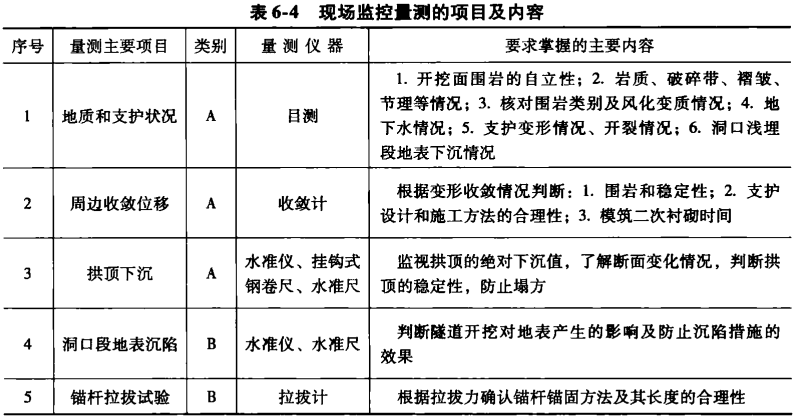 表 6-4 现场监控量测的项目及内容
序号 量测主要项目 类别 量测仪器 要求掌握的主要内容
1 地质和支护状况 A 目测 1. 开挖面围岩的自立性；2. 岩质、破碎带、褶皱、
节理等情况；3. 核对围岩类别及风化变质情况；4. 地
下水情况；5. 支护变形情况、开裂情况；6. 洞口浅埋
段地表下沉情况
2 周边收敛位移 A 收敛计 根据变形收敛情况判断：1. 围岩和稳定性；2. 支护
设计和施工方法的合理性；3. 模筑二次衬砌时间
3 拱顶下沉 A 水准仪、挂钩式 监视拱顶的绝对下沉值，了解断面变化情况，判断拱
钢卷尺、水准尺 顶的稳定性，防止塌方
4 洞口段地表沉陷 B 水准仪、水准尺 判断隧道开挖对地表产生的影响及防止沉陷措施的
效果
5 锚杆拉拔试验 B 拉拔计 根据拉拔力确认锚杆锚固方法及其长度的合理性